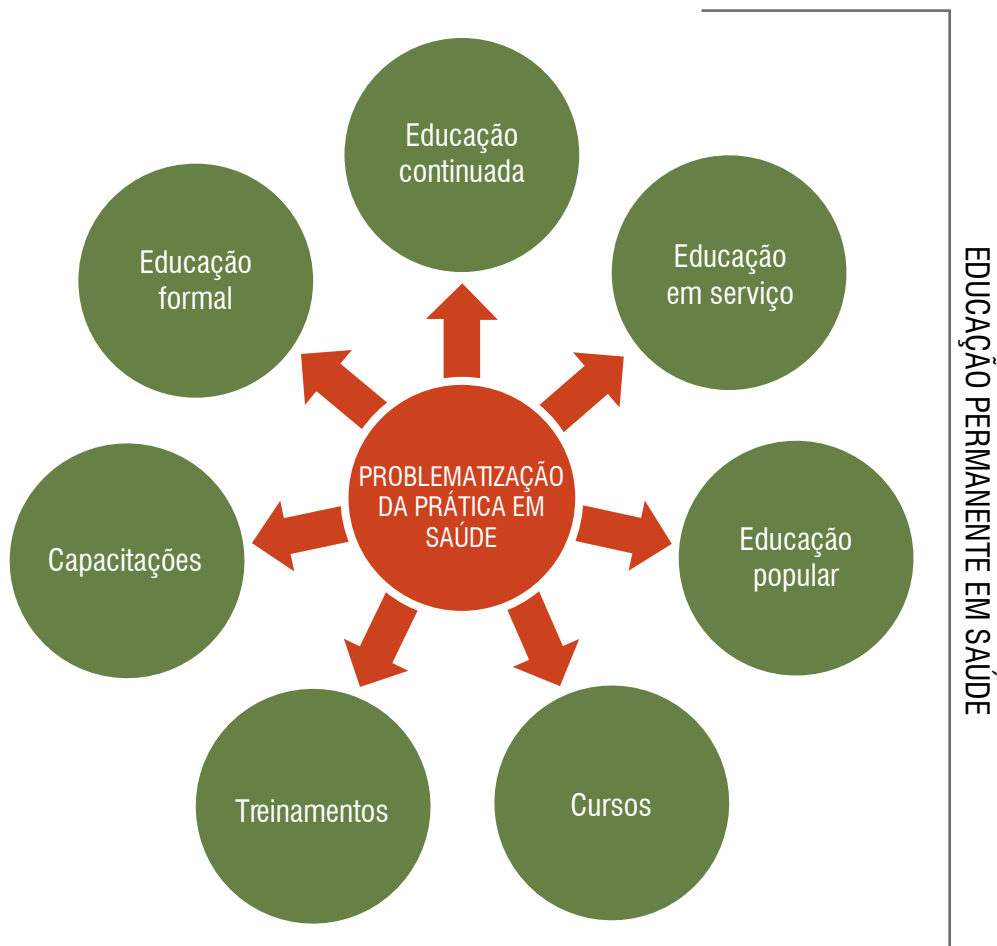 Educação
continuada
Educação
em serviço
Educação
formal
PROBLEMATIZAÇÃO
DA PRÁTICA EM
SAÚDE
Educação
popular
Capacitações
Cursos
Treinamentos
EDUCAÇÃO PERMANENTE EM SAÚDE